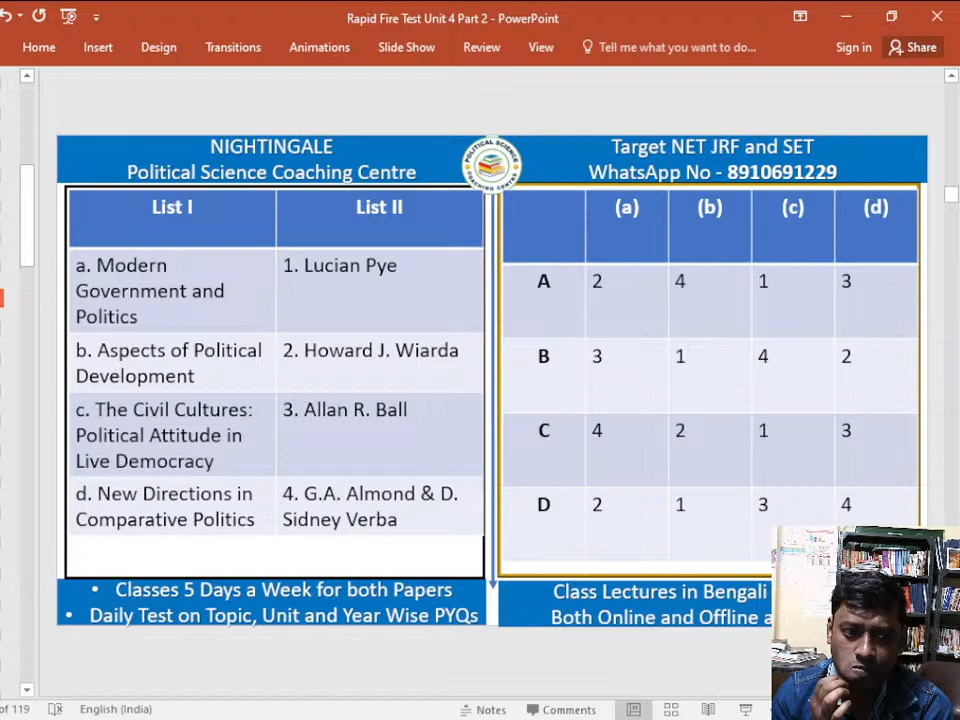 Rapid Fire Test Unit 4 Part 2 - PowerPoint
Home Insert Design Transitions Animations Slide Show Review View Tell me what you want to do... Sign in Share
NIGHTINGALE
Political Science Coaching Centre
POLITICAL SCIENCE
COACHING CENTRE
Target NET JRF and SET
WhatsApp No - 8910691229
List I List II
a. Modern
Government and
Politics
1. Lucian Pye
b. Aspects of Political
Development
2. Howard J. Wiarda
c. The Civil Cultures:
Political Attitude in
Live Democracy
3. Allan R. Ball
d. New Directions in
Comparative Politics
4. G.A. Almond & D.
Sidney Verba
(a) (b) (c) (d)
A 2 4 1 3
B 3 1 4 2
C 4 2 1 3
D 2 1 3 4
• Classes 5 Days a Week for both Papers
• Daily Test on Topic, Unit and Year Wise PYQs
Class Lectures in Bengali
Both Online and Offline
of 119 English (India) Notes Comments